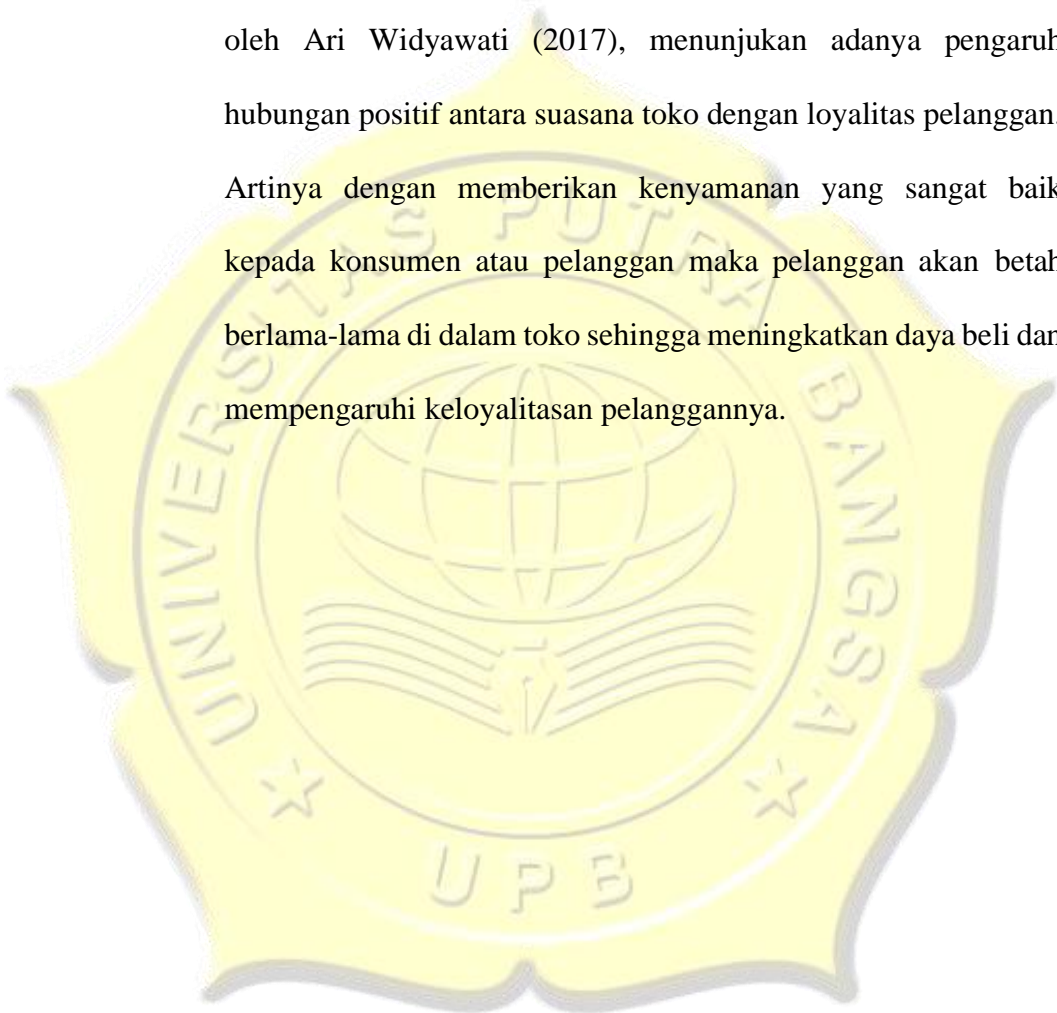 oleh Ari Widyawati (2017), menunjukan adanya pengaruh
hubungan positif antara suasana toko dengan loyalitas pelanggan.
Artinya dengan memberikan kenyamanan yang sangat baik
kepada konsumen atau pelanggan maka pelanggan akan betah
berlama-lama di dalam toko sehingga meningkatkan daya beli dan
mempengaruhi keloyalitasan pelanggannya.
UNIVERSITAS PUTRA BANGSA
UPB